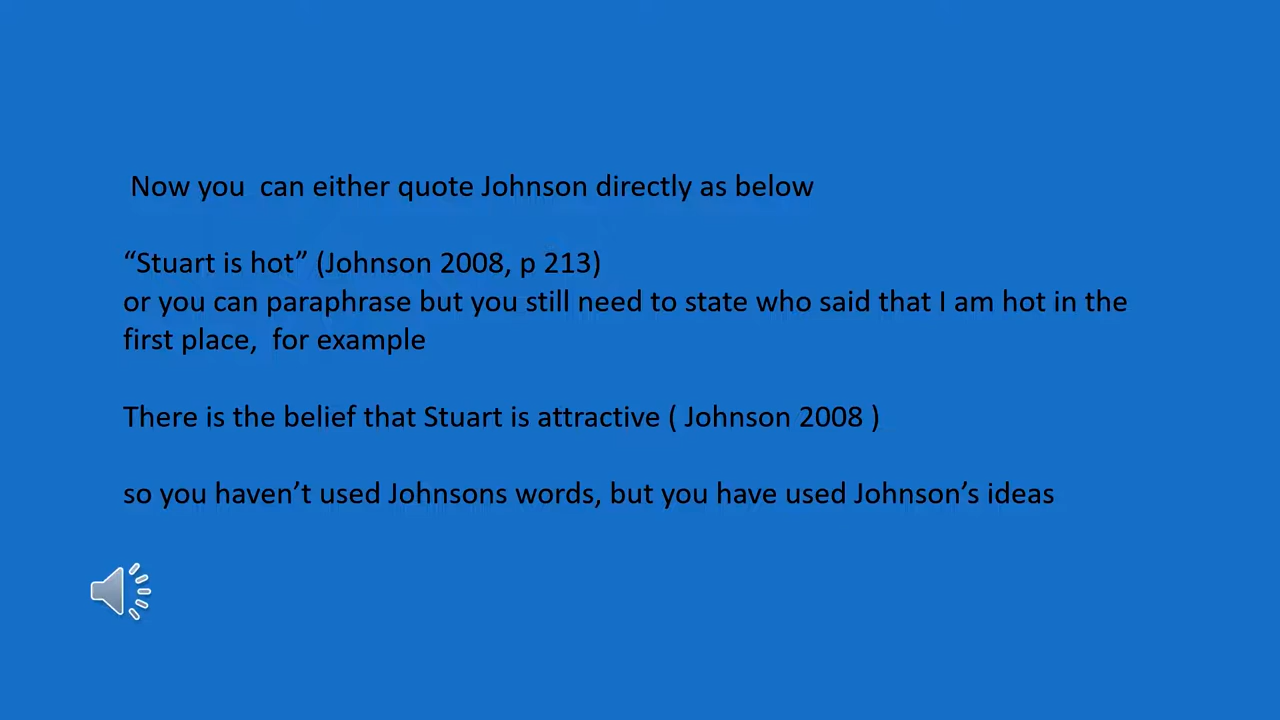 Now you  can either quote Johnson directly as below
“Stuart is hot” (Johnson 2008, p 213)
or you can paraphrase but you still need to state who said that I am hot in the
first place,  for example
There is the belief that Stuart is attractive ( Johnson 2008 )
so you haven’t used Johnsons words, but you have used Johnson’s ideas